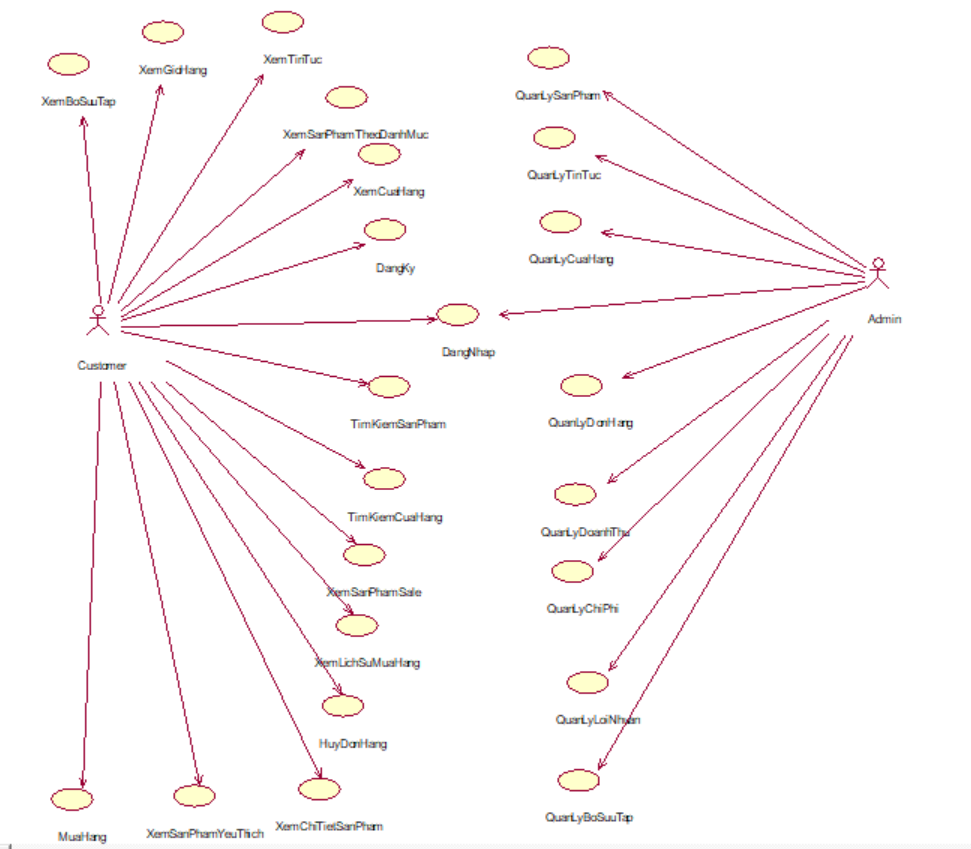 XemTinTuc
XemGioHang
XemBoSuuTap
QuanLySanPham
XemSanPhamTheoDanhMuc
QuanLyTinTuc
XemCuaHang
QuanLyCuaHang
DangKy
Admin
DangNhap
Customer
TimKiemSanPham
QuanLyDonHang
TimKiemCuaHang
QuanLyDoanhThu
XemSanPhamSale
QuanLyChiPhi
XemLichSuMuaHang
QuanLyLoiNhuan
HuyDonHang
QuanLyBoSuuTap
XemChiTietSanPham
XemSanPhamYeuThich
MuaHang